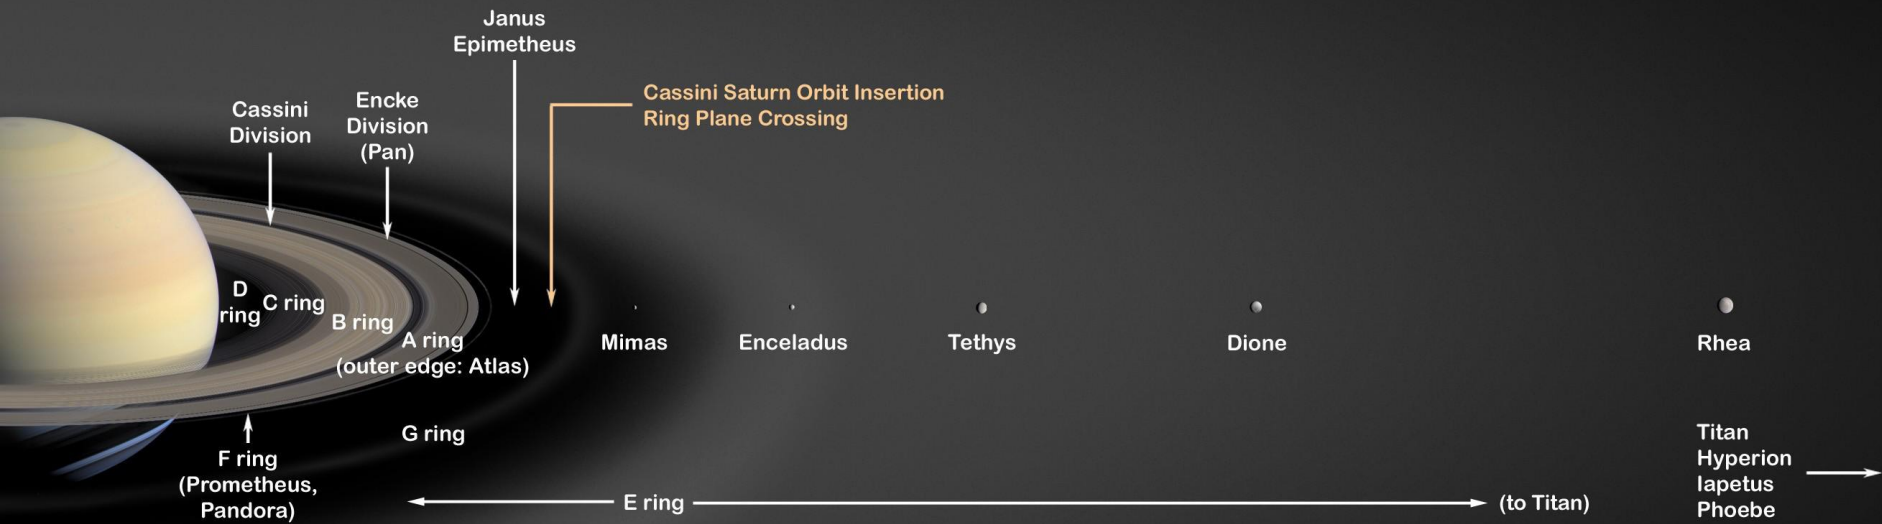 Janus
Epimetheus
Cassini Saturn Orbit Insertion
Ring Plane Crossing
Cassini
Division
Encke
Division
(Pan)
D
ring
C ring
B ring
A ring
(outer edge: Atlas)
Mimas
Enceladus
Tethys
Dione
Rhea
G ring
F ring
(Prometheus,
Pandora)
E ring
(to Titan)
Titan
Hyperion
Iapetus
Phoebe